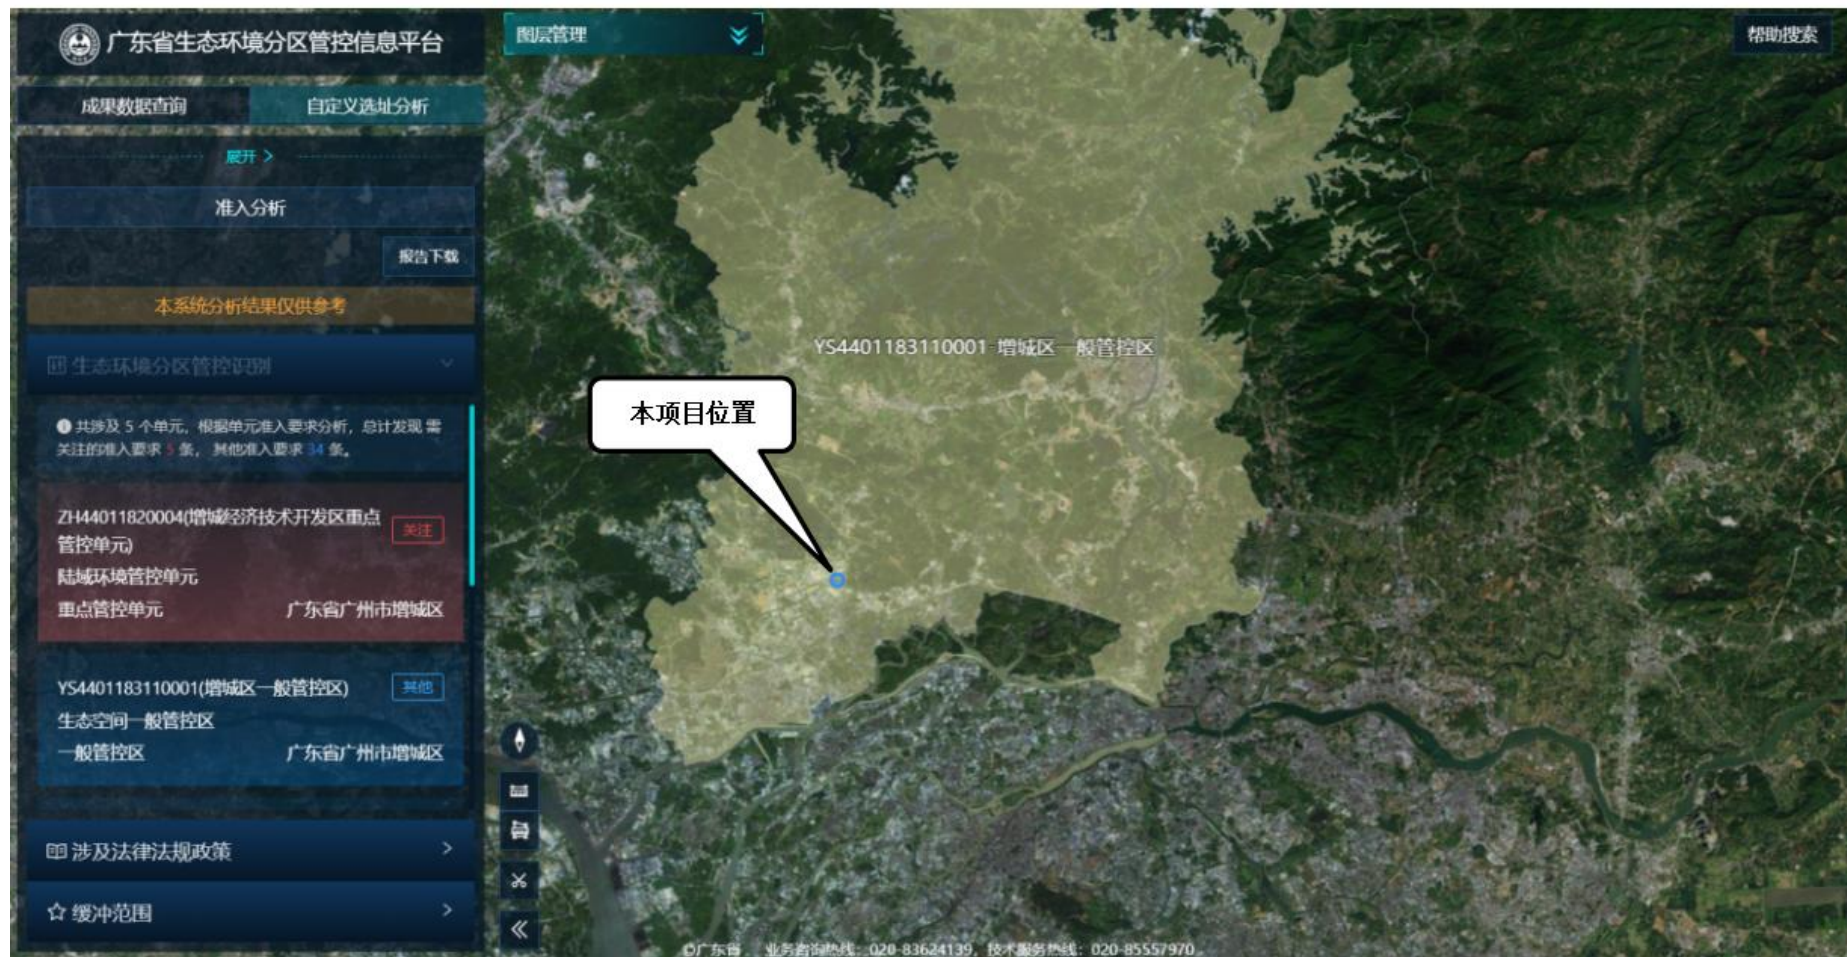 广东省生态环境分区管控信息平台
成果数据查询
自定义选址分析
展开 >
准入分析
报告下载
本系统分析结果仅供参考
生态环境分区管控识别
共涉及 5 个单元，根据单元准入要求分析，总计发现 需
关注的准入要求 5 条， 其他准入要求 34 条。
ZH44011820004(增城经济技术开发区重点
管控单元)
关注
陆域环境管控单元
重点管控单元 广东省广州市增城区
YS4401183110001(增城区一般管控区)
其他
生态空间一般管控区
一般管控区 广东省广州市增城区
涉及法律法规政策
缓冲范围
图层管理
帮助搜索
YS4401183110001 增城区一般管控区
本项目位置
©广东省 业务咨询热线：020-83624139，技术服务热线：020-85557970